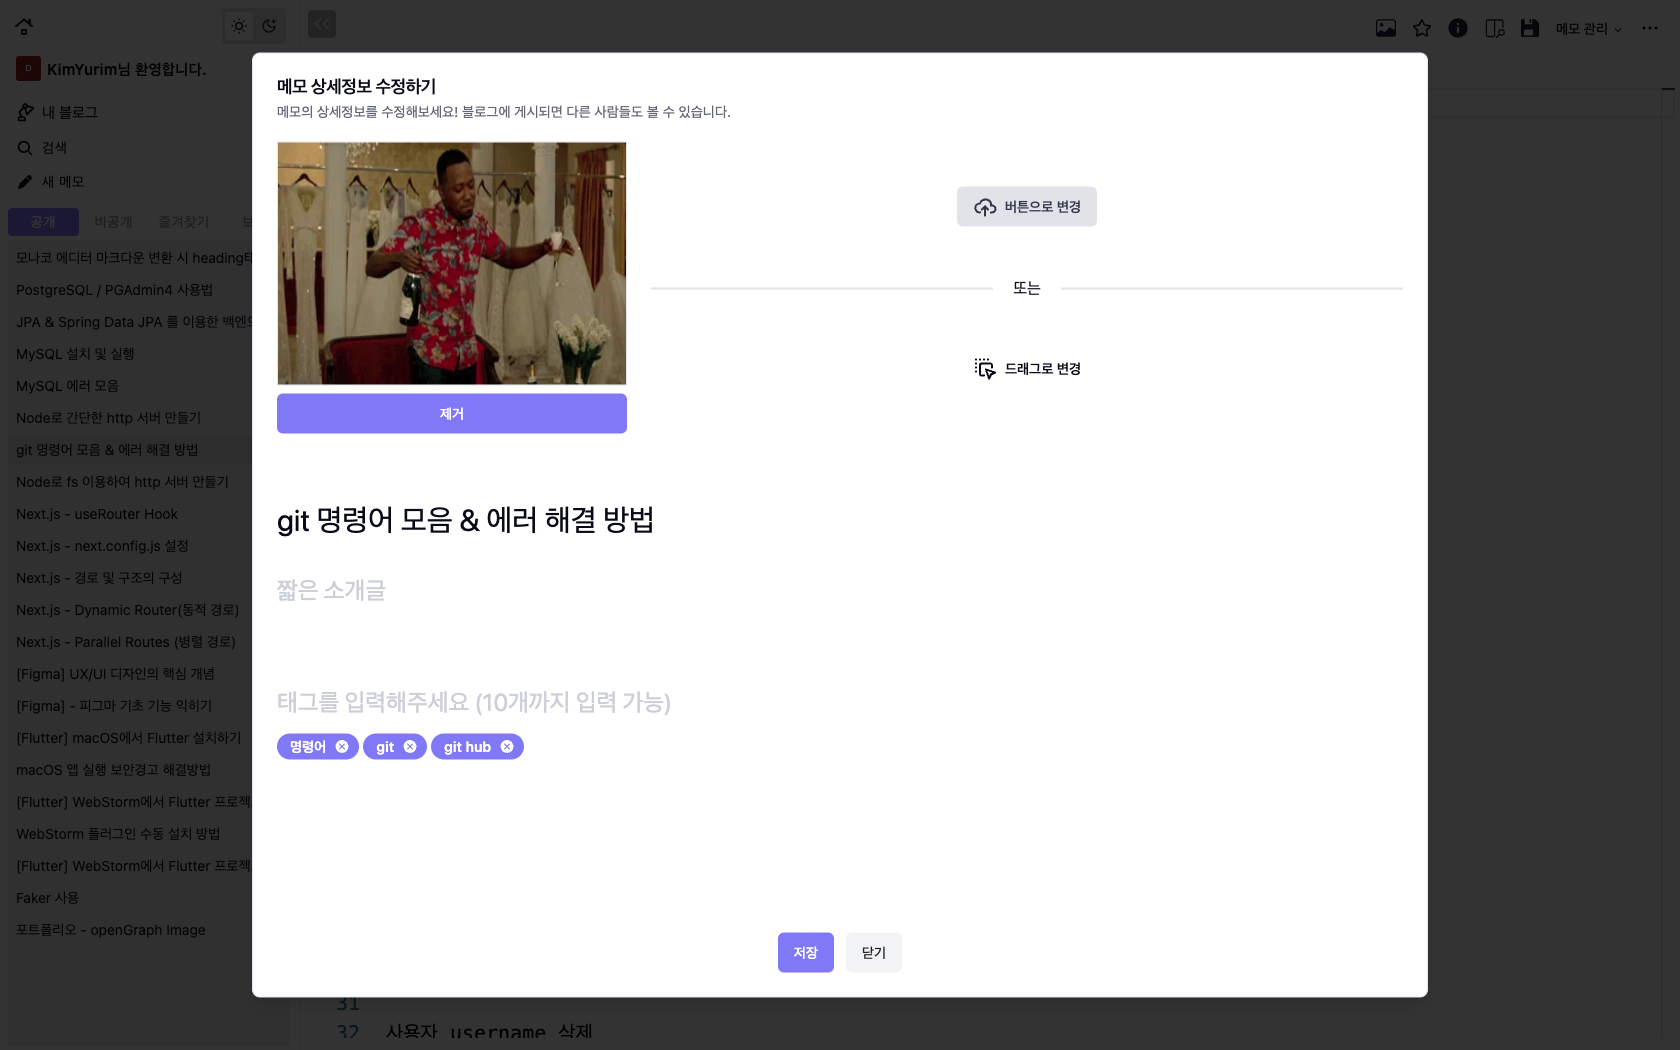 KimYurim님 환영합니다.
내 블로그
검색
새 메모
공개
비공개
즐겨찾기
모나코 에디터 마크다운 변환 시 heading
PostgreSQL / PGAdmin4 사용법
JPA & Spring Data JPA 를 이용한 백엔
MySQL 설치 및 실행
MySQL 에러 모음
Node로 간단한 http 서버 만들기
git 명령어 모음 & 에러 해결 방법
Node로 fs 이용하여 http 서버 만들기
Next.js - useRouter Hook
Next.js - next.config.js 설정
Next.js - 경로 및 구조의 구성
Next.js - Dynamic Router(동적 경로)
Next.js - Parallel Routes (병렬 경로)
[Figma] UX/UI 디자인의 핵심 개념
[Figma] - 피그마 기초 기능 익히기
[Flutter] macOS에서 Flutter 설치하기
macOS 앱 실행 보안경고 해결방법
[Flutter] WebStorm에서 Flutter 프로젝
WebStorm 플러그인 수동 설치 방법
[Flutter] WebStorm에서 Flutter 프로젝
Faker 사용
포트폴리오 - openGraph Image
메모 관리
메모 상세정보 수정하기
메모의 상세정보를 수정해보세요! 블로그에 게시되면 다른 사람들도 볼 수 있습니다.
버튼으로 변경
또는
드래그로 변경
제거
git 명령어 모음 & 에러 해결 방법
짧은 소개글
태그를 입력해주세요 (10개까지 입력 가능)
명령어 git git hub
저장 닫기
31
32 사용자 username 삭제